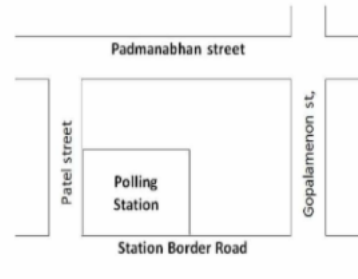 Padmanabhan street
Patel street
Gopalamenon st,
Polling
Station
Station Border Road